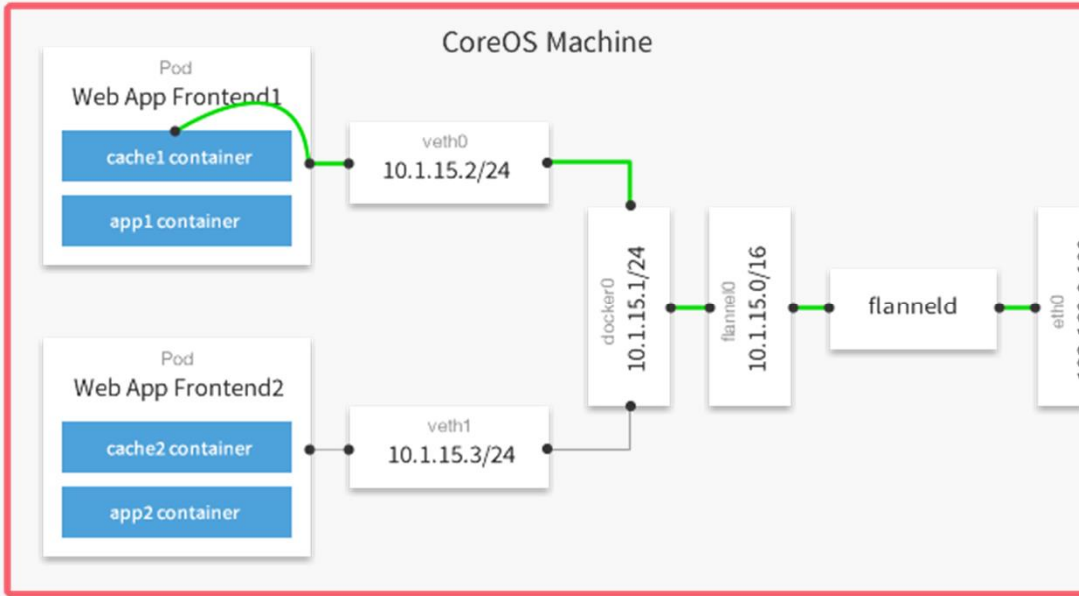 CoreOS Machine
Pod
Web App Frontend1
cache1 container
app1 container
veth0
10.1.15.2/24
docker0
10.1.15.1/24
flannel0
10.1.15.0/16
flanneld
eth0
Pod
Web App Frontend2
cache2 container
app2 container
veth1
10.1.15.3/24